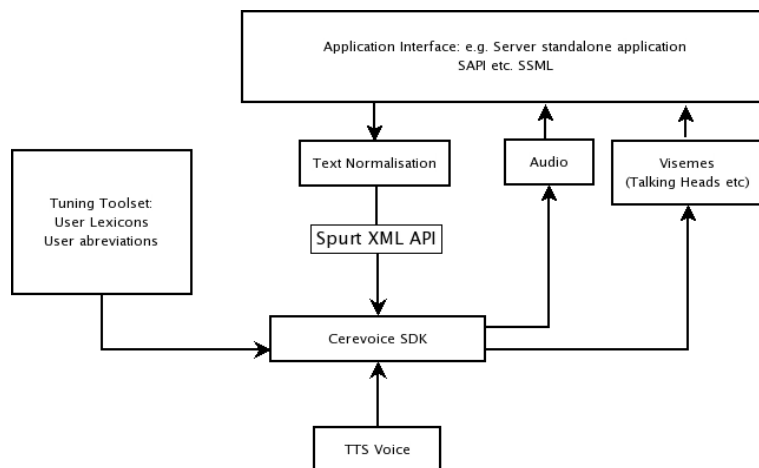 Application Interface: e.g. Server standalone application
SAPI etc. SSML
Text Normalisation
Audio
Visemes
(Talking Heads etc)
Tuning Toolset:
User Lexicons
User abreviations
Spurt XML API
Cerevoice SDK
TTS Voice